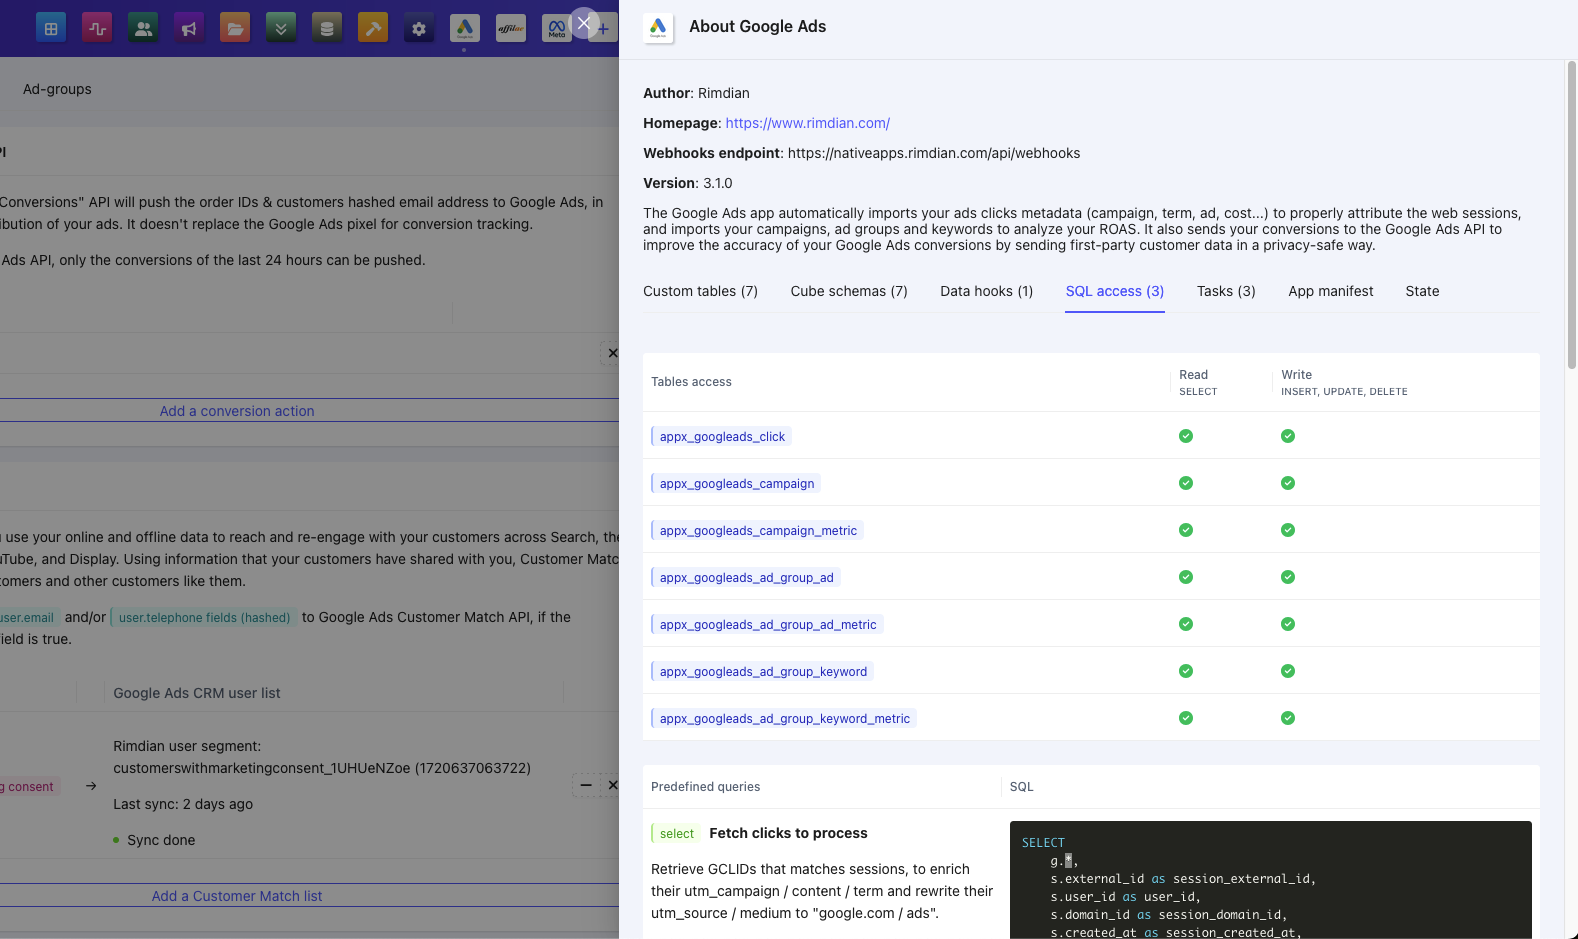 Google Ads
affilae
Meta
Ad-groups
PI
Conversions" API will push the order IDs & customers hashed email address to Google Ads, in
ibution of your ads. It doesn't replace the Google Ads pixel for conversion tracking.
Ads API, only the conversions of the last 24 hours can be pushed.
Add a conversion action
use your online and offline data to reach and re-engage with your customers across Search, the
Tube, and Display. Using information that your customers have shared with you, Customer Matc
tomers and other customers like them.
user.email and/or user.telephone fields (hashed) to Google Ads Customer Match API, if the
field is true.
Google Ads CRM user list
Rimdian user segment:
customerswithmarketingconsent_1UHUeNZoe (1720637063722)
g consent →
Last sync: 2 days ago
Sync done
Add a Customer Match list
About Google Ads
Author: Rimdian
Homepage: https://www.rimdian.com/
Webhooks endpoint: https://nativeapps.rimdian.com/api/webhooks
Version: 3.1.0
The Google Ads app automatically imports your ads clicks metadata (campaign, term, ad, cost...) to properly attribute the web sessions,
and imports your campaigns, ad groups and keywords to analyze your ROAS. It also sends your conversions to the Google Ads API to
improve the accuracy of your Google Ads conversions by sending first-party customer data in a privacy-safe way.
Custom tables (7) Cube schemas (7) Data hooks (1) SQL access (3) Tasks (3) App manifest State
Tables access Read Write
SELECT INSERT, UPDATE, DELETE
appx_googleads_click
appx_googleads_campaign
appx_googleads_campaign_metric
appx_googleads_ad_group_ad
appx_googleads_ad_group_ad_metric
appx_googleads_ad_group_keyword
appx_googleads_ad_group_keyword_metric
Predefined queries SQL
select Fetch clicks to process
Retrieve GCLIDs that matches sessions, to enrich
their utm_campaign / content / term and rewrite their
utm_source / medium to "google.com / ads".
SELECT
g.*,
s.external_id as session_external_id,
s.user_id as user_id,
s.domain_id as session_domain_id,
s.created_at as session_created_at,